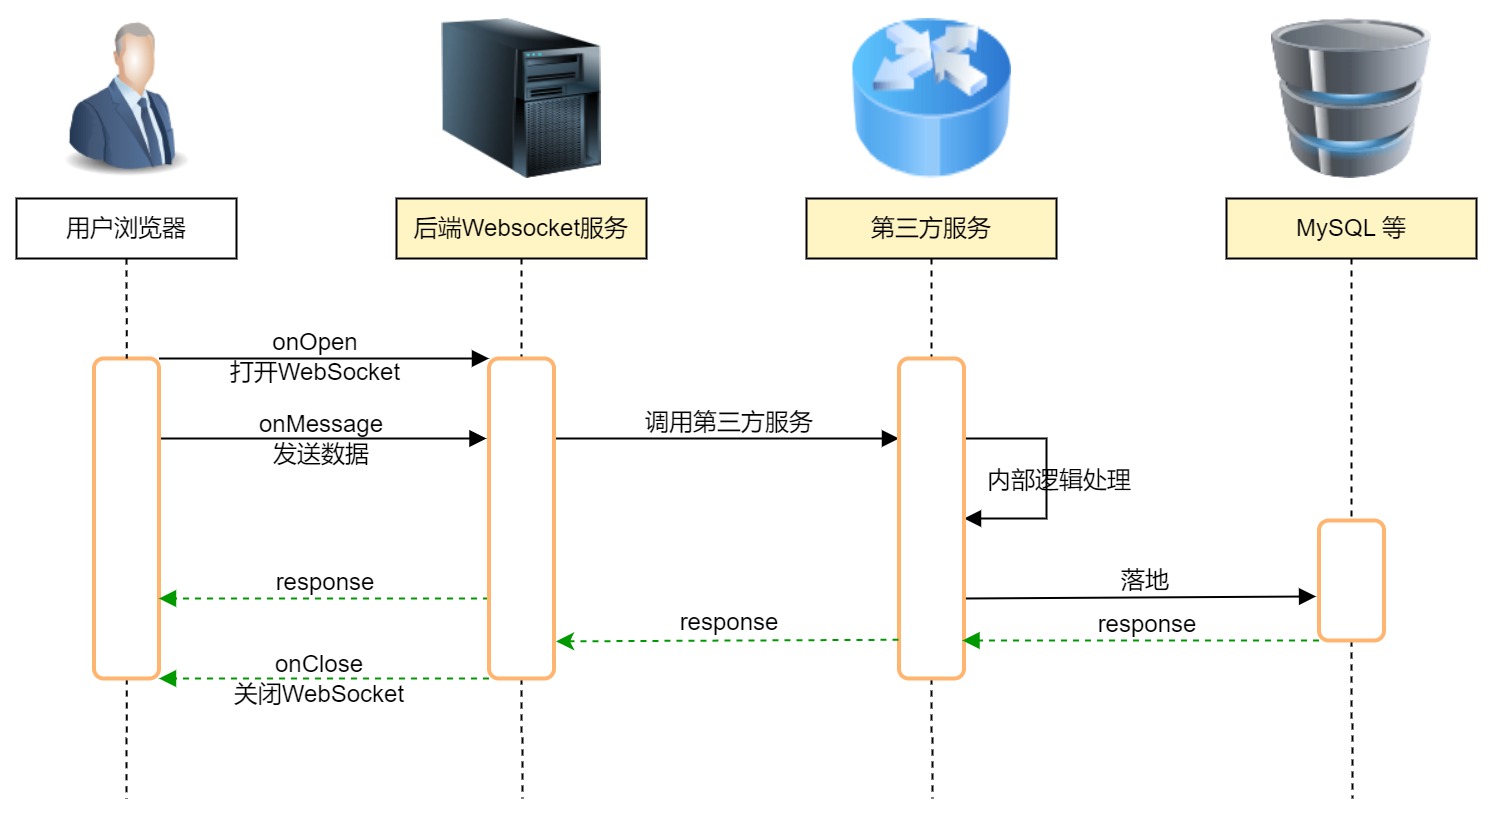 用户浏览器
后端Websocket服务
第三方服务
MySQL 等
onOpen
打开WebSocket
onMessage
发送数据
调用第三方服务
内部逻辑处理
落地
response
response
response
onClose
关闭WebSocket